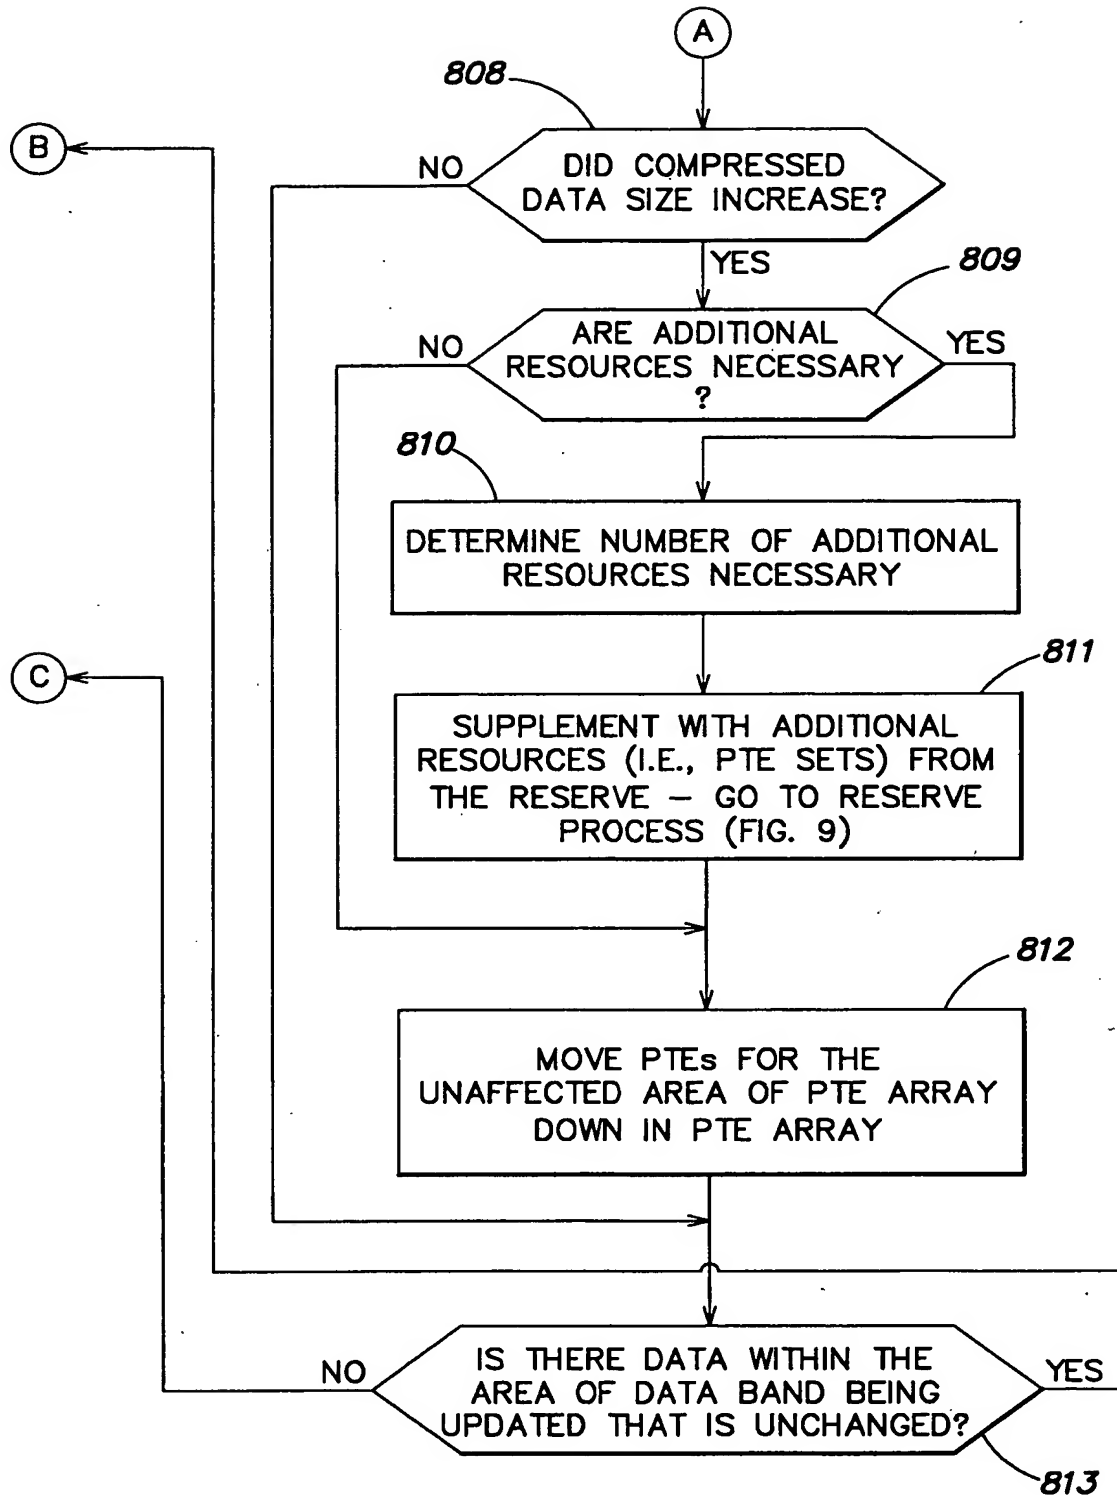 A
808
B
NO
DID COMPRESSED
DATA SIZE INCREASE?
YES
809
NO
ARE ADDITIONAL
RESOURCES NECESSARY
?
YES
810
DETERMINE NUMBER OF ADDITIONAL
RESOURCES NECESSARY
811
C
SUPPLEMENT WITH ADDITIONAL
RESOURCES (I.E., PTE SETS) FROM
THE RESERVE – GO TO RESERVE
PROCESS (FIG. 9)
812
MOVE PTEs FOR THE
UNAFFECTED AREA OF PTE ARRAY
DOWN IN PTE ARRAY
NO
IS THERE DATA WITHIN THE
AREA OF DATA BAND BEING
UPDATED THAT IS UNCHANGED?
YES
813